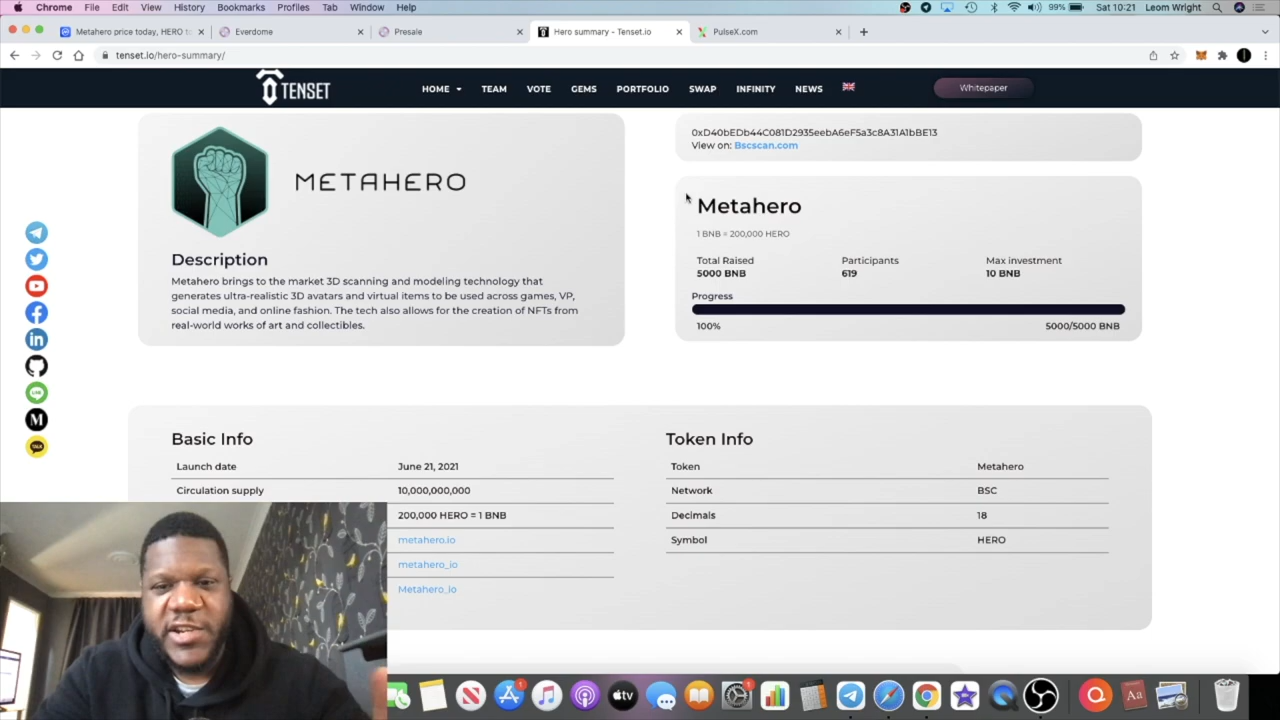 Chrome File Edit View History Bookmarks Profiles Tab Window Help
99% Sat 10:21 Leom Wright
Metahero price today, HERO t
Everdome
Presale
Hero summary - Tenset.io
PulseX.com
tenset.io/hero-summary/
TENSET
HOME TEAM VOTE GEMS PORTFOLIO SWAP INFINITY NEWS
Whitepaper
METAHERO
Description
Metahero brings to the market 3D scanning and modeling technology that
generates ultra-realistic 3D avatars and virtual items to be used across games, VP,
social media, and online fashion. The tech also allows for the creation of NFTs from
real-world works of art and collectibles.
0xD40bEDb44C081D2935eebA6eF5a3c8A31A1bBE13
View on: Bscscan.com
Metahero
1 BNB = 200,000 HERO
Total Raised Participants Max investment
5000 BNB 619 10 BNB
Progress
100% 5000/5000 BNB
Basic Info
Launch date June 21, 2021
Circulation supply 10,000,000,000
200,000 HERO = 1 BNB
metahero.io
metahero_io
Metahero_io
Token Info
Token Metahero
Network BSC
Decimals 18
Symbol HERO
LINE
M
TALK
tv
Aa